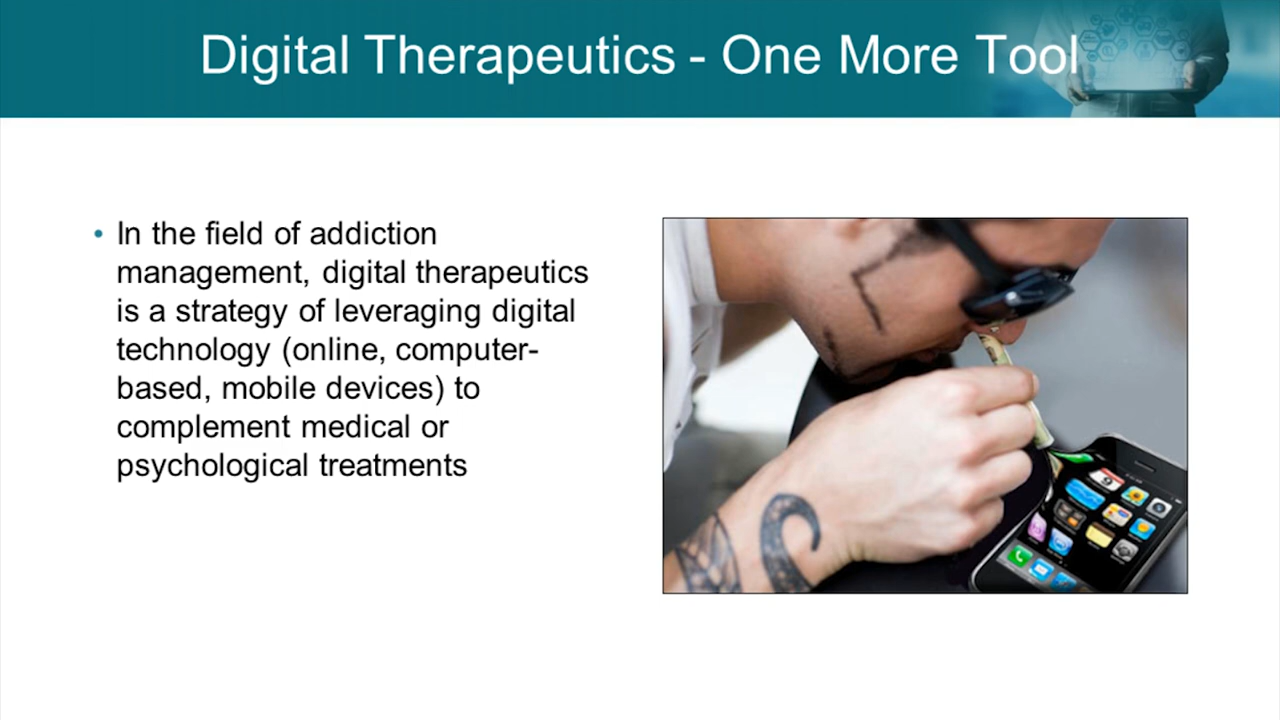 Digital Therapeutics - One More Tool
• In the field of addiction
management, digital therapeutics
is a strategy of leveraging digital
technology (online, computer-
based, mobile devices) to
complement medical or
psychological treatments
9